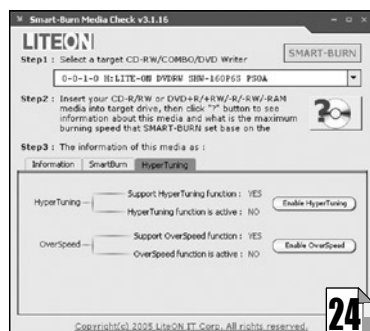 Smart-Burn Media Check v3.1.16
LITEON
SMART-BURN
Step1 : Select a target CD-RW/COMBO/DVD Writer
0-0-1-0 H:LITE-ON DVDRW SHW-160P6S PS0A
Step2 : Insert your CD-R/RW or DVD+R/+RW/-R/-RW/-RAM
media into target drive, then click "?" button to see
information about this media and what is the maximum
burning speed that SMART-BURN set base on the
?
Step3 : The information of this media as :
Information SmartBurn HyperTuning
HyperTuning
Support HyperTuning function : YES
HyperTuning function is active : NO
Enable HyperTuning
OverSpeed
Support OverSpeed function : YES
OverSpeed function is active : NO
Enable OverSpeed
Copyright(c) 2005 LiteON IT Corp. All rights reserved.
24